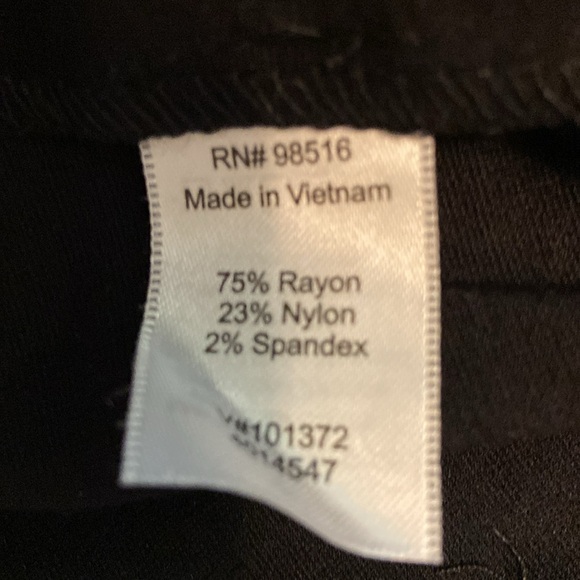 RN# 98516
Made in Vietnam
75% Rayon
23% Nylon
2% Spandex
V#101372